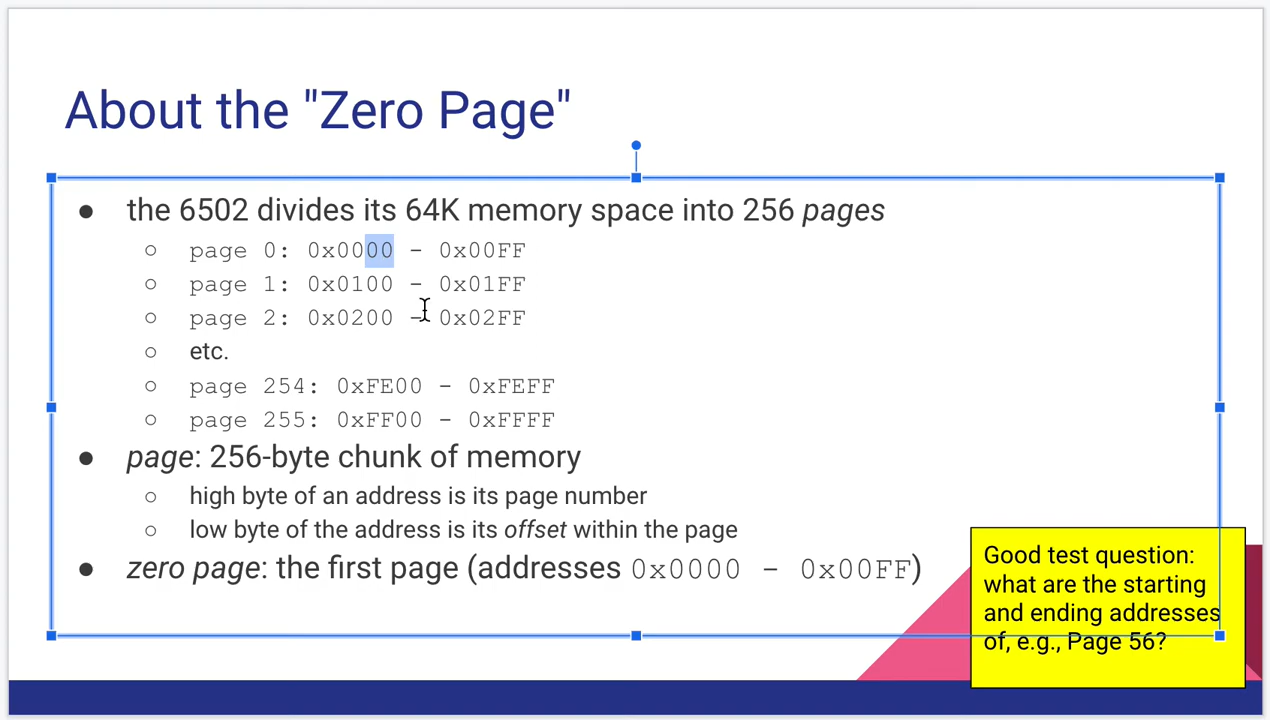 About the "Zero Page"
● the 6502 divides its 64K memory space into 256 pages
○ page 0: 0x0000 - 0x00FF
○ page 1: 0x0100 - 0x01FF
○ page 2: 0x0200 - 0x02FF
○ etc.
○ page 254: 0xFE00 - 0xFEFF
○ page 255: 0xFF00 - 0xFFFF
● page: 256-byte chunk of memory
○ high byte of an address is its page number
○ low byte of the address is its offset within the page
● zero page: the first page (addresses 0x0000 - 0x00FF)
Good test question:
what are the starting
and ending addresses
of, e.g., Page 56?